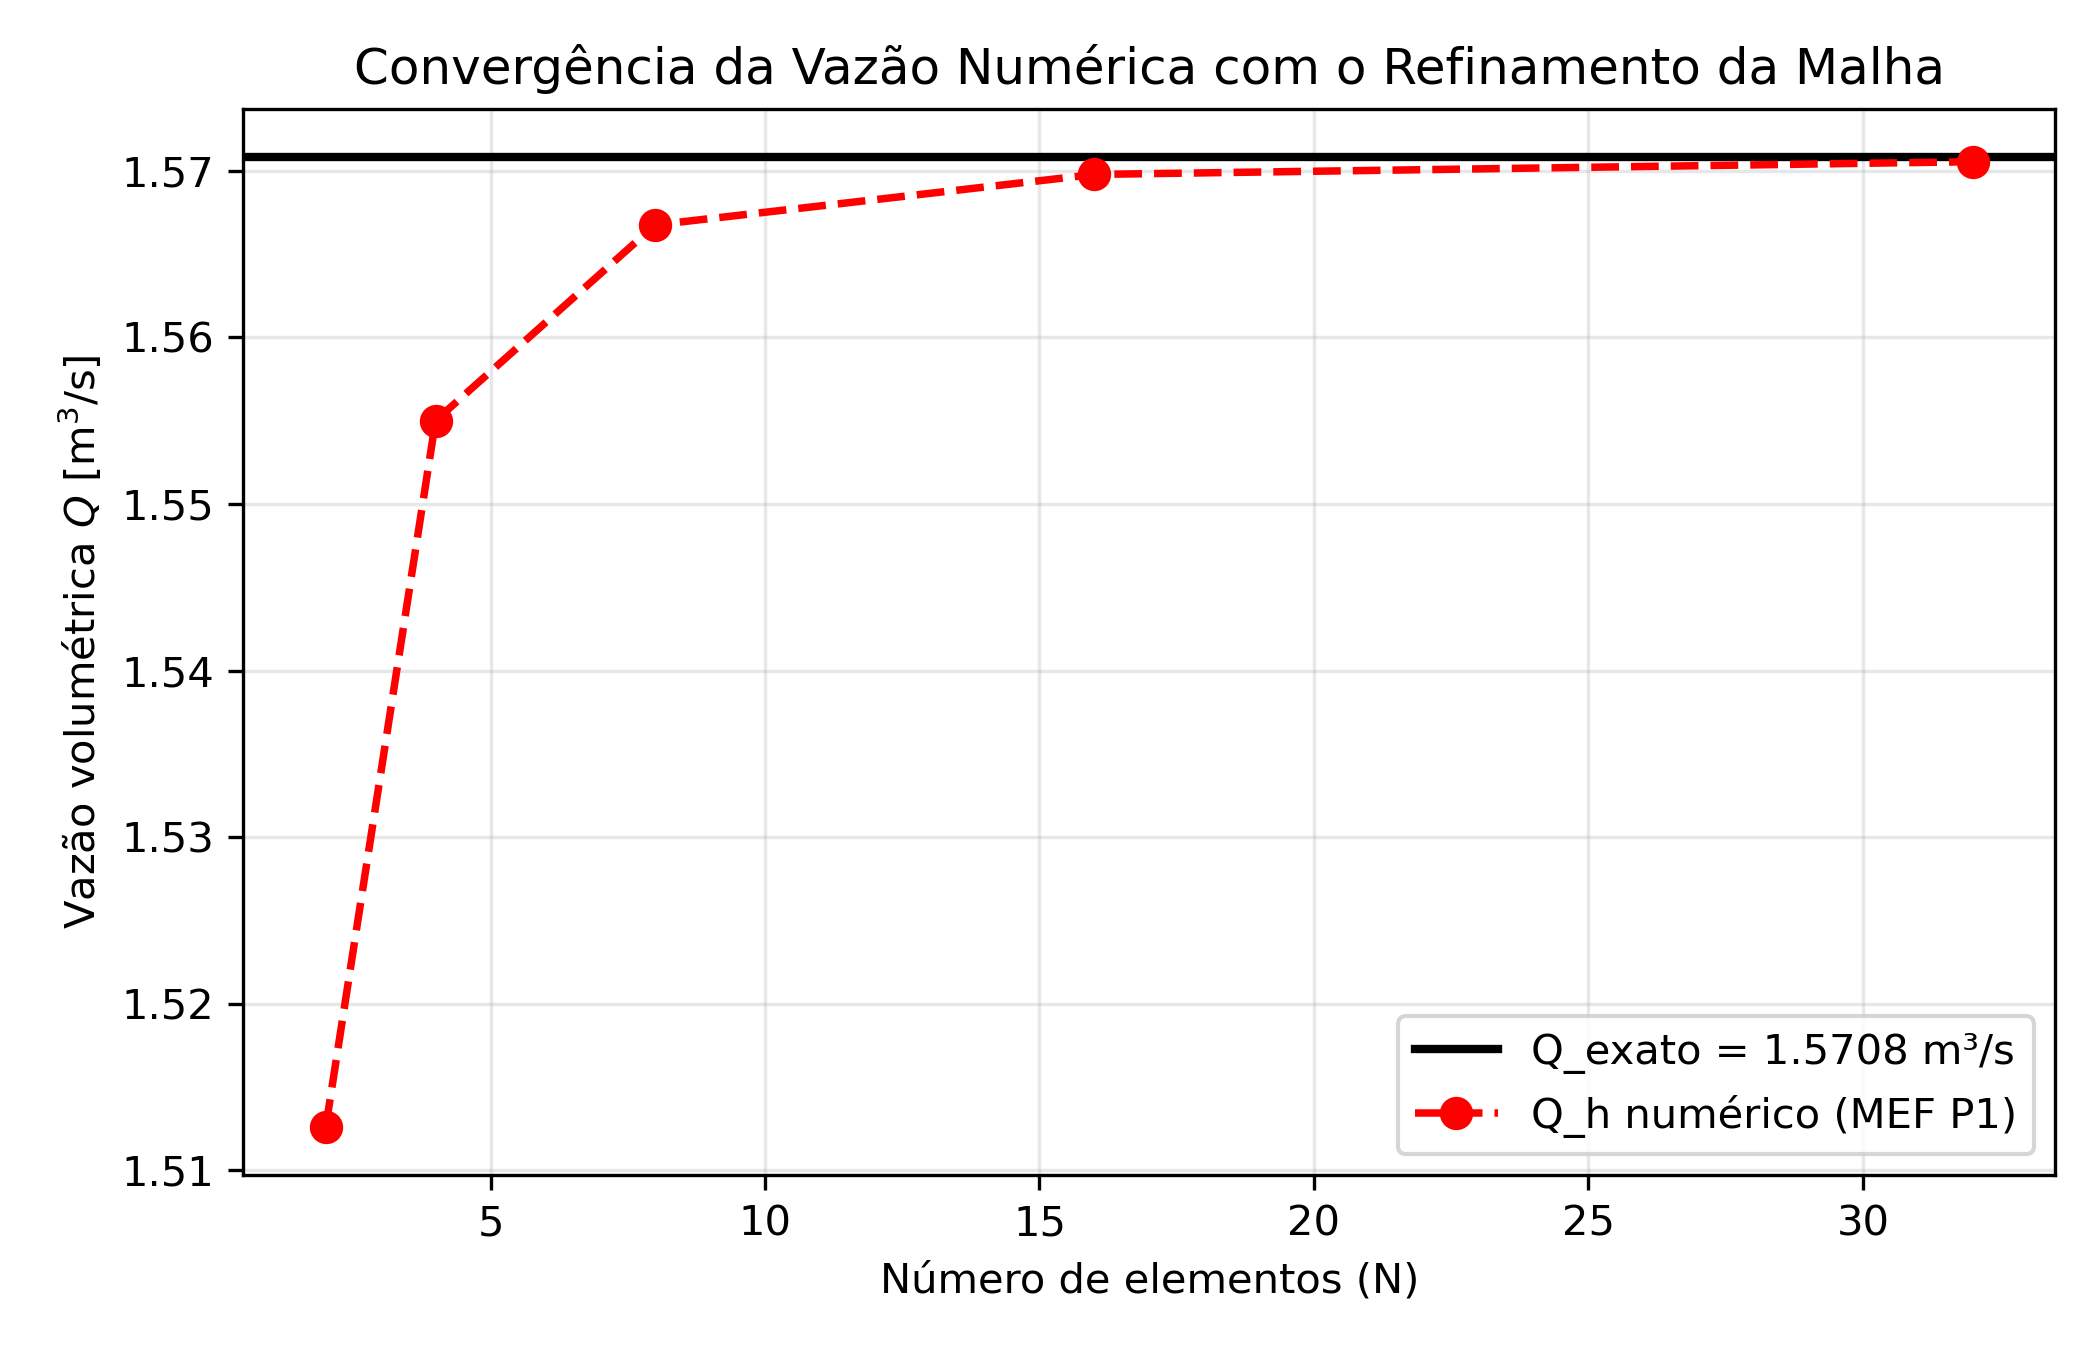 Convergência da Vazão Numérica com o Refinamento da Malha
Vazão volumétrica Q [m³/s]
1.57
1.56
1.55
1.54
1.53
1.52
1.51
Q_exato = 1.5708 m³/s
Q_h numérico (MEF P1)
5 10 15 20 25 30
Número de elementos (N)